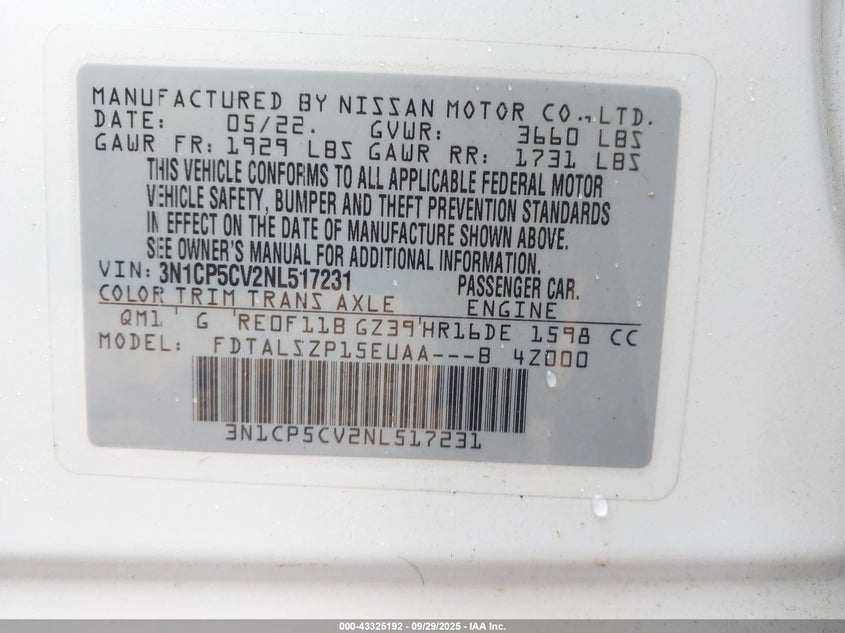 MANUFACTURED BY NISSAN MOTOR CO., LTD.
DATE: 05/22. GVWR: 3660 LBS
GAWR FR: 1929 LBS GAWR RR: 1731 LBS
THIS VEHICLE CONFORMS TO ALL APPLICABLE FEDERAL MOTOR
VEHICLE SAFETY, BUMPER AND THEFT PREVENTION STANDARDS
IN EFFECT ON THE DATE OF MANUFACTURE SHOWN ABOVE.
SEE OWNER'S MANUAL FOR ADDITIONAL INFORMATION.
VIN: 3N1CP5CV2NL517231 PASSENGER CAR.
COLOR TRIM TRANS AXLE ENGINE
QM1 G RE0F11B GZ39 HR16DE 1598 CC
MODEL: FDTALSZP15EUAA---B 4Z000
3N1CP5CV2NL517231
000-43325192 - 09/29/2025 - IAA Inc.